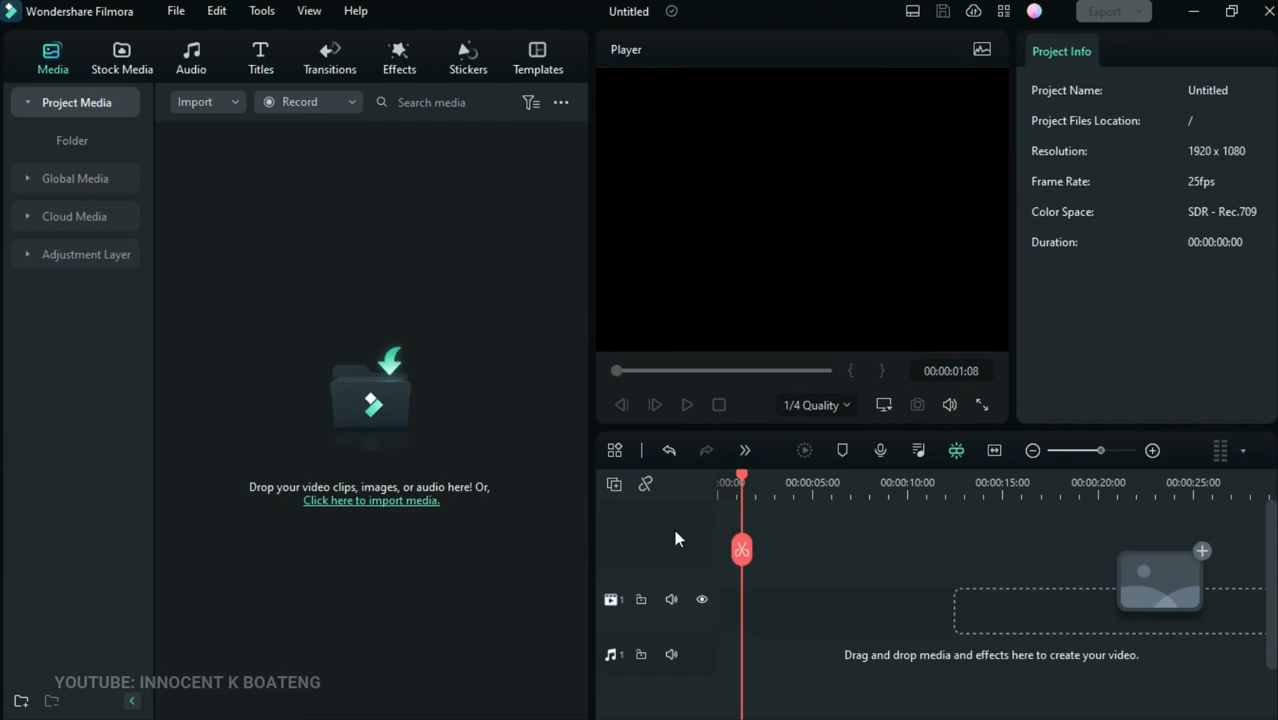 Wondershare Filmora
File
Edit
Tools
View
Help
Untitled
Export
Media
Stock Media
Audio
Titles
Transitions
Effects
Stickers
Templates
Player
Project Info
Project Media
Import
Record
Search media
Folder
Global Media
Cloud Media
Adjustment Layer
Project Name: Untitled
Project Files Location: /
Resolution: 1920 x 1080
Frame Rate: 25fps
Color Space: SDR - Rec.709
Duration: 00:00:00:00
Drop your video clips, images, or audio here! Or,
Click here to import media.
{ } 00:00:01:08
1/4 Quality
:00:00 00:00:05:00 00:00:10:00 00:00:15:00 00:00:20:00 00:00:25:00
1
1
Drag and drop media and effects here to create your video.
YOUTUBE: INNOCENT K BOATENG